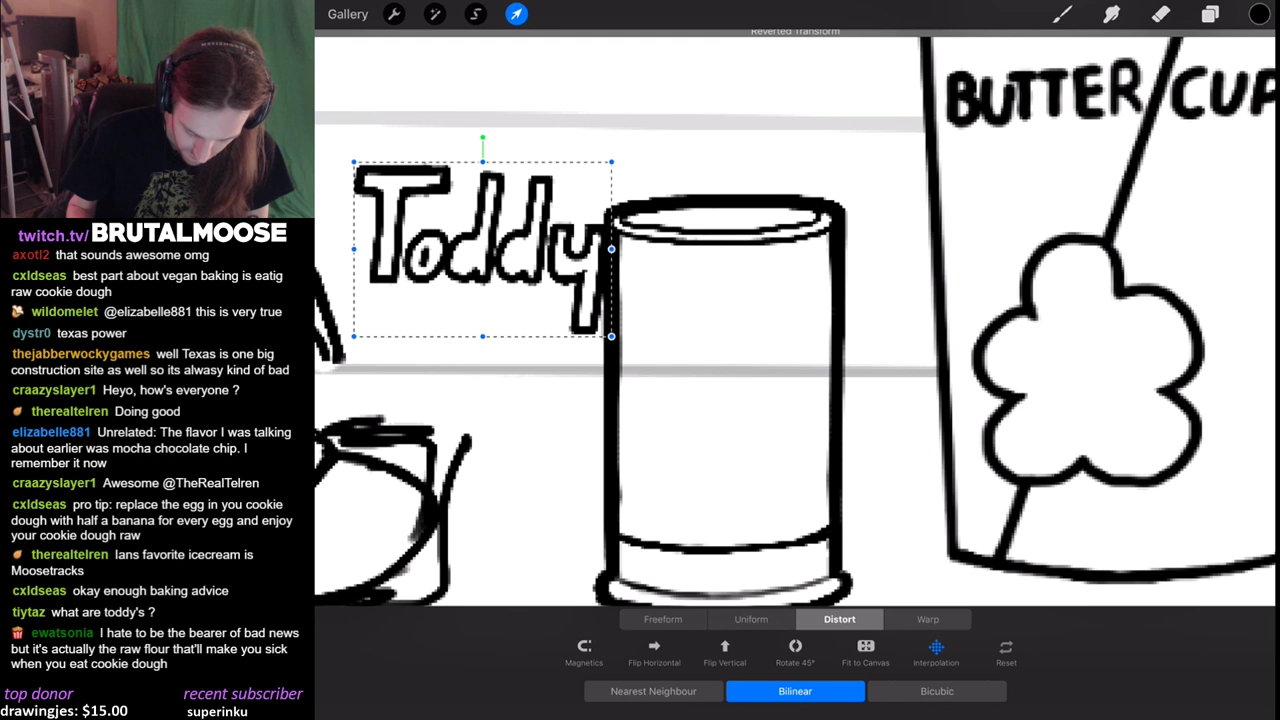 Gallery
Reverted Transform
BUTTER CUP
Toddy
twitch.tv/BRUTALMOOSE
axotl2 that sounds awesome omg
cxldseas best part about vegan baking is eatig
raw cookie dough
wildomelet @elizabelle881 this is very true
dystr0 texas power
thejabberwockygames well Texas is one big
construction site as well so its alwasy kind of bad
craazyslayer1 Heyo, how's everyone ?
therealtelren Doing good
elizabelle881 Unrelated: The flavor I was talking
about earlier was mocha chocolate chip. I
remember it now
craazyslayer1 Awesome @TheRealTelren
cxldseas pro tip: replace the egg in you cookie
dough with half a banana for every egg and enjoy
your cookie dough raw
therealtelren Ians favorite icecream is
Moosetracks
cxldseas okay enough baking advice
tiytaz what are toddy's ?
ewatsonia I hate to be the bearer of bad news
but it's actually the raw flour that'll make you sick
when you eat cookie dough
top donor recent subscriber
drawingjes: $15.00 superinku
Freeform Uniform Distort Warp
Magnetics Flip Horizontal Flip Vertical Rotate 45° Fit to Canvas Interpolation Reset
Nearest Neighbour Bilinear Bicubic